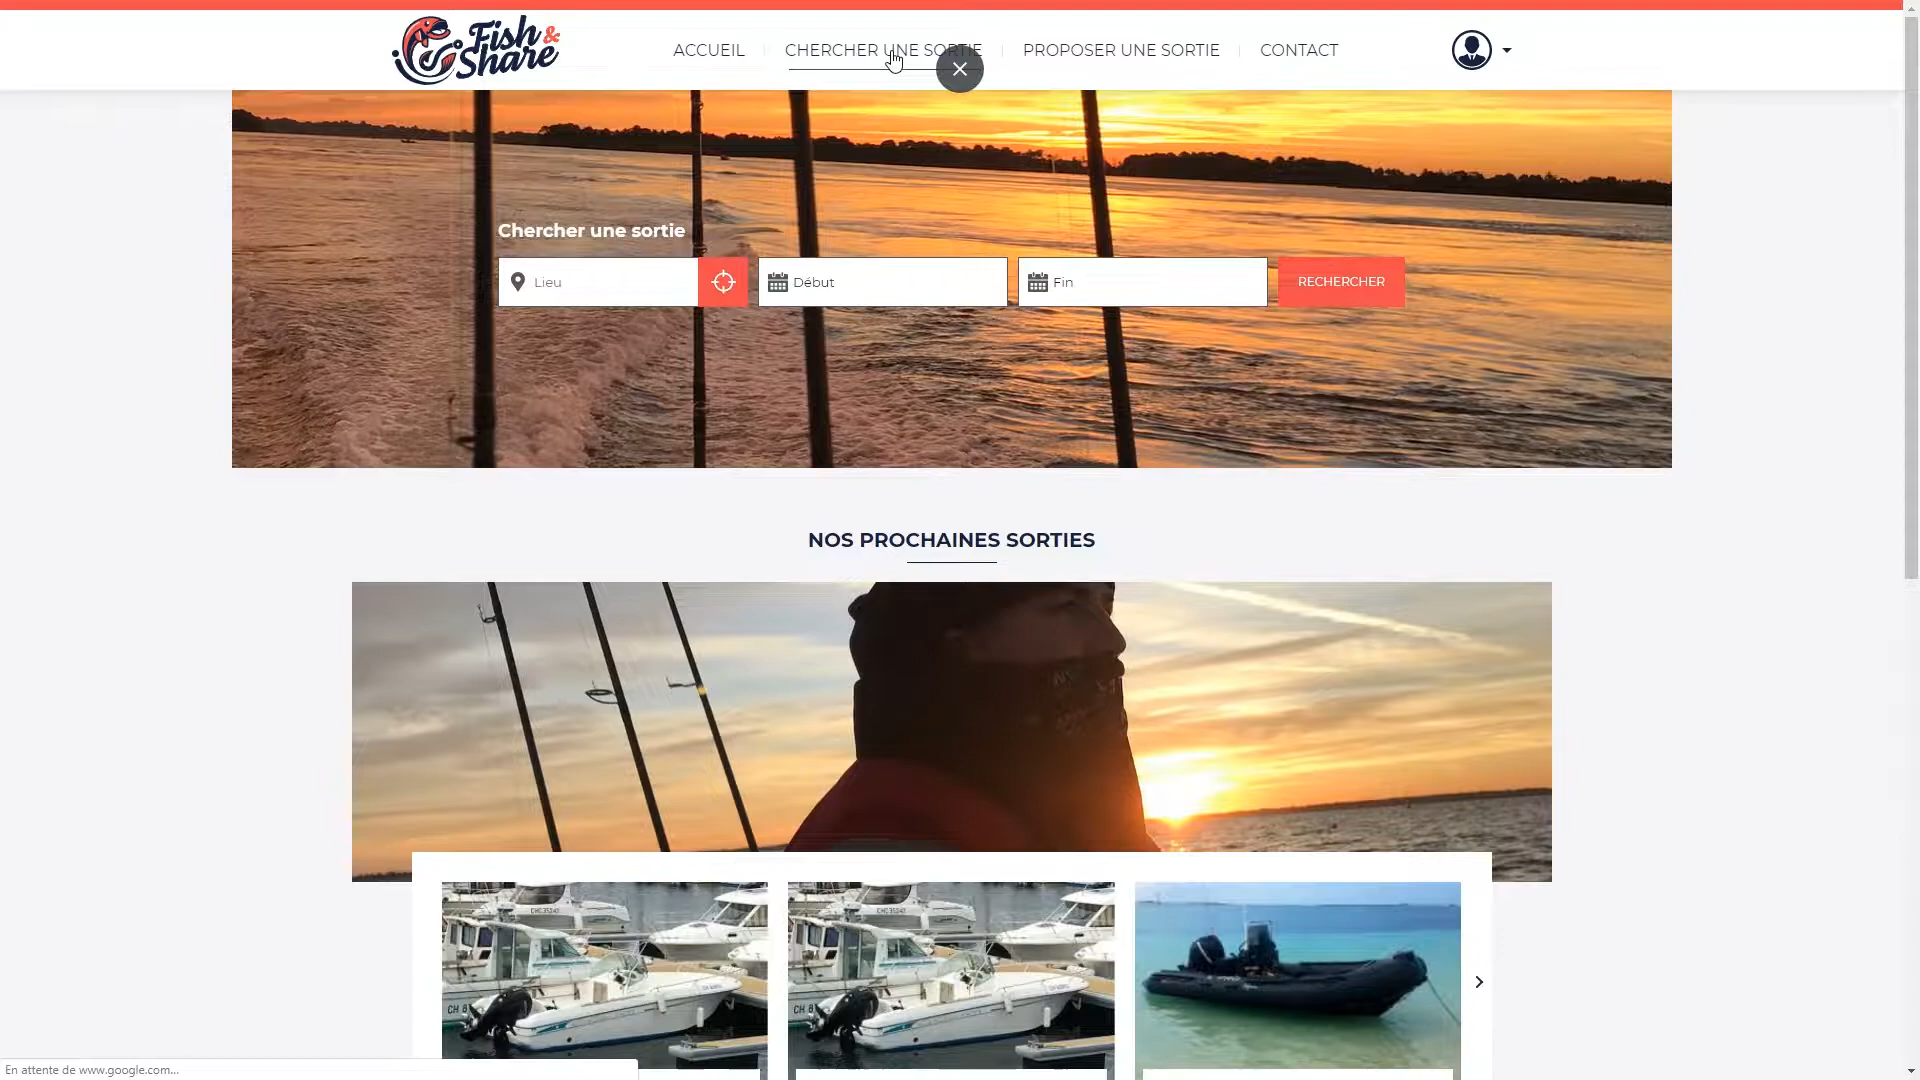 Fish &
Share
ACCUEIL
CHERCHER UNE SORTIE
PROPOSER UNE SORTIE
CONTACT
Chercher une sortie
Lieu
Début
Fin
RECHERCHER
NOS PROCHAINES SORTIES
En attente de www.google.com...